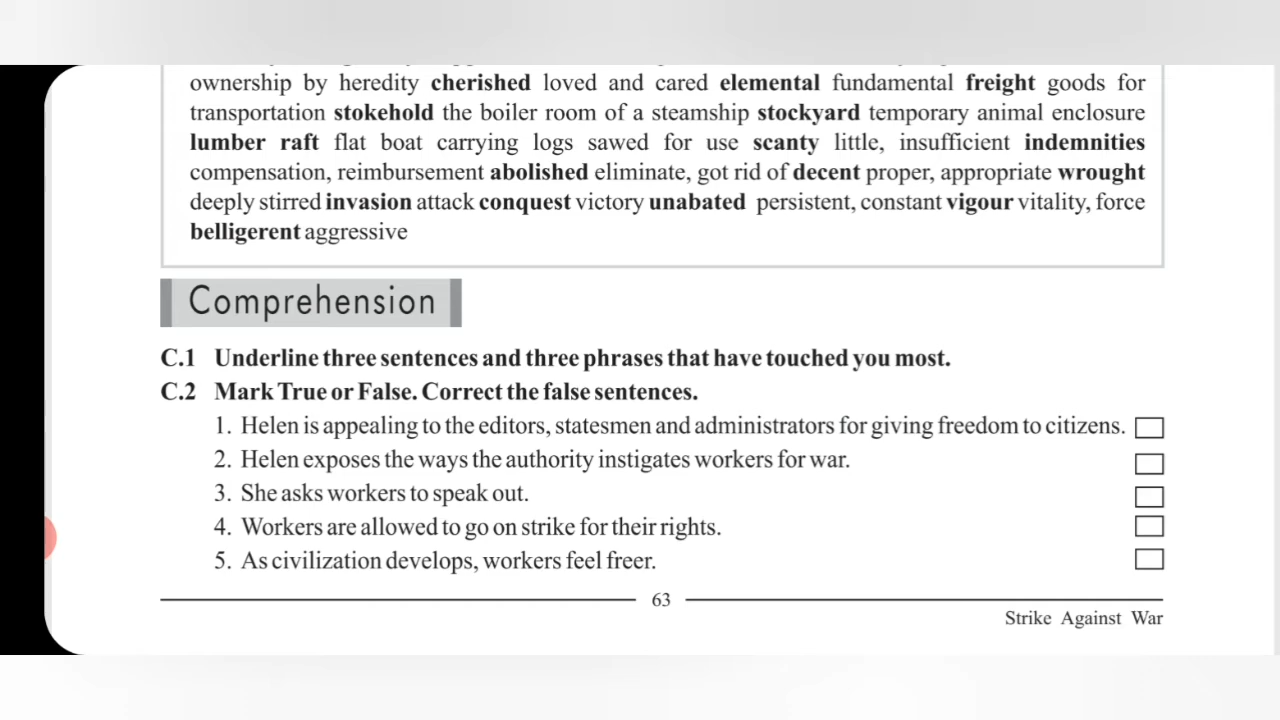 ownership by heredity cherished loved and cared elemental fundamental freight goods for
transportation stokehold the boiler room of a steamship stockyard temporary animal enclosure
lumber raft flat boat carrying logs sawed for use scanty little, insufficient indemnities
compensation, reimbursement abolished eliminate, got rid of decent proper, appropriate wrought
deeply stirred invasion attack conquest victory unabated persistent, constant vigour vitality, force
belligerent aggressive
Comprehension
C.1 Underline three sentences and three phrases that have touched you most.
C.2 Mark True or False. Correct the false sentences.
1. Helen is appealing to the editors, statesmen and administrators for giving freedom to citizens.
2. Helen exposes the ways the authority instigates workers for war.
3. She asks workers to speak out.
4. Workers are allowed to go on strike for their rights.
5. As civilization develops, workers feel freer.
63
Strike Against War